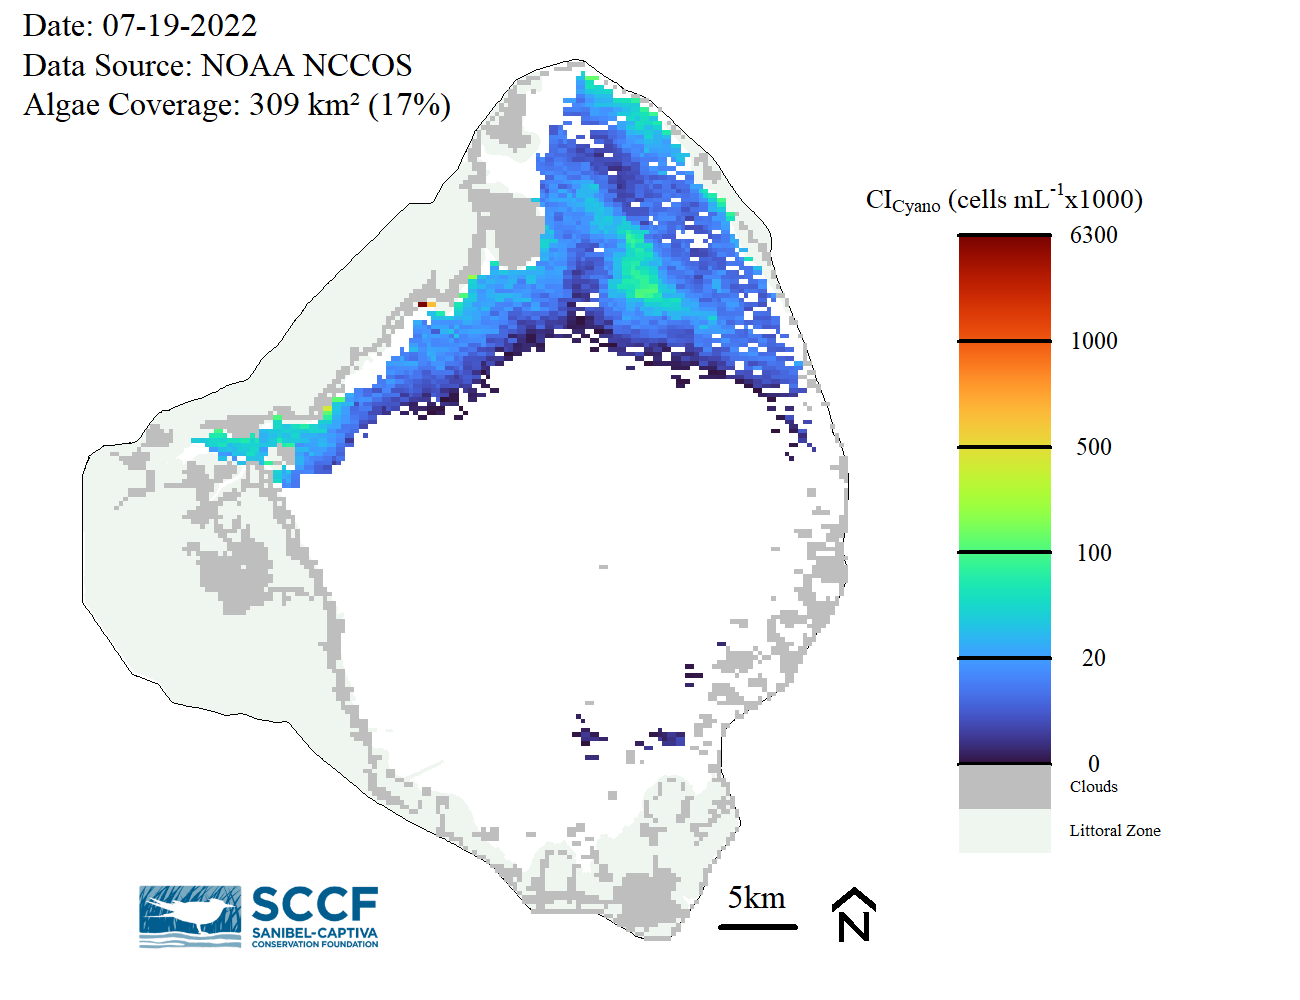 Date: 07-19-2022
Data Source: NOAA NCCOS
Algae Coverage: 309 km² (17%)
CICyano (cells mL-1x1000)
6300
1000
500
100
20
0
Clouds
Littoral Zone
5km
N
SCCF
SANIBEL-CAPTIVA
CONSERVATION FOUNDATION